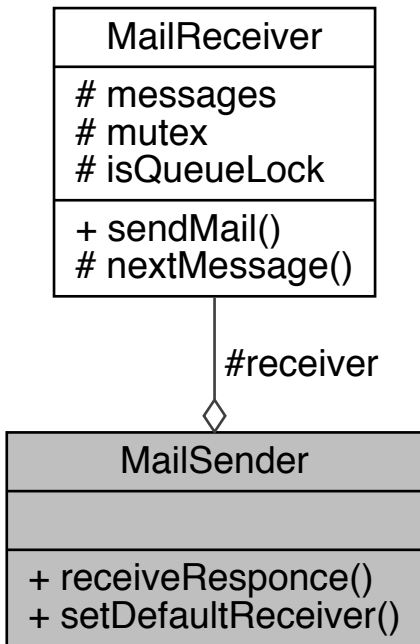 MailReceiver
# messages
# mutex
# isQueueLock
+ sendMail()
# nextMessage()
#receiver
MailSender
+ receiveResponce()
+ setDefaultReceiver()